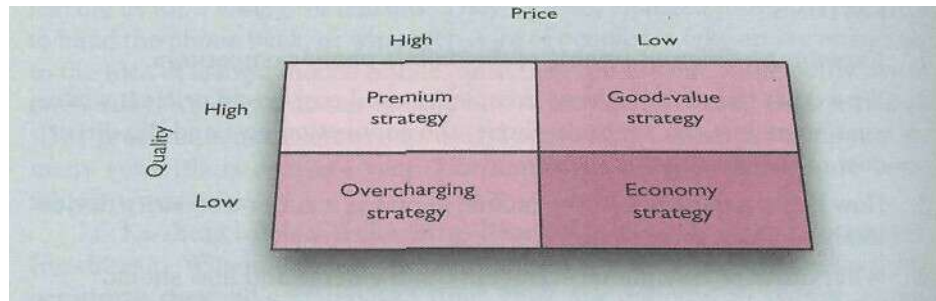 Price
High Low
Premium strategy
Good-value strategy
High
Quality
Low
Overcharging strategy
Economy strategy